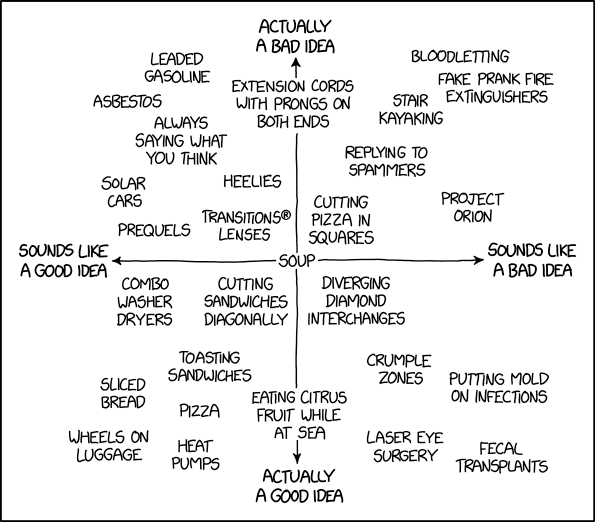 ACTUALLY
A BAD IDEA
LEADED
GASOLINE
BLOODLETTING
EXTENSION CORDS
WITH PRONGS ON
BOTH ENDS
FAKE PRANK FIRE
EXTINGUISHERS
ASBESTOS
STAIR
KAYAKING
ALWAYS
SAYING WHAT
YOU THINK
REPLYING TO
SPAMMERS
SOLAR
CARS
HEELIES
CUTTING
PIZZA IN
SQUARES
PROJECT
ORION
PREQUELS
TRANSITIONS®
LENSES
SOUNDS LIKE
A GOOD IDEA
SOUP
SOUNDS LIKE
A BAD IDEA
COMBO
WASHER
DRYERS
CUTTING
SANDWICHES
DIAGONALLY
DIVERGING
DIAMOND
INTERCHANGES
TOASTING
SANDWICHES
CRUMPLE
ZONES
SLICED
BREAD
PUTTING MOLD
ON INFECTIONS
PIZZA
EATING CITRUS
FRUIT WHILE
AT SEA
WHEELS ON
LUGGAGE
HEAT
PUMPS
LASER EYE
SURGERY
FECAL
TRANSPLANTS
ACTUALLY
A GOOD IDEA